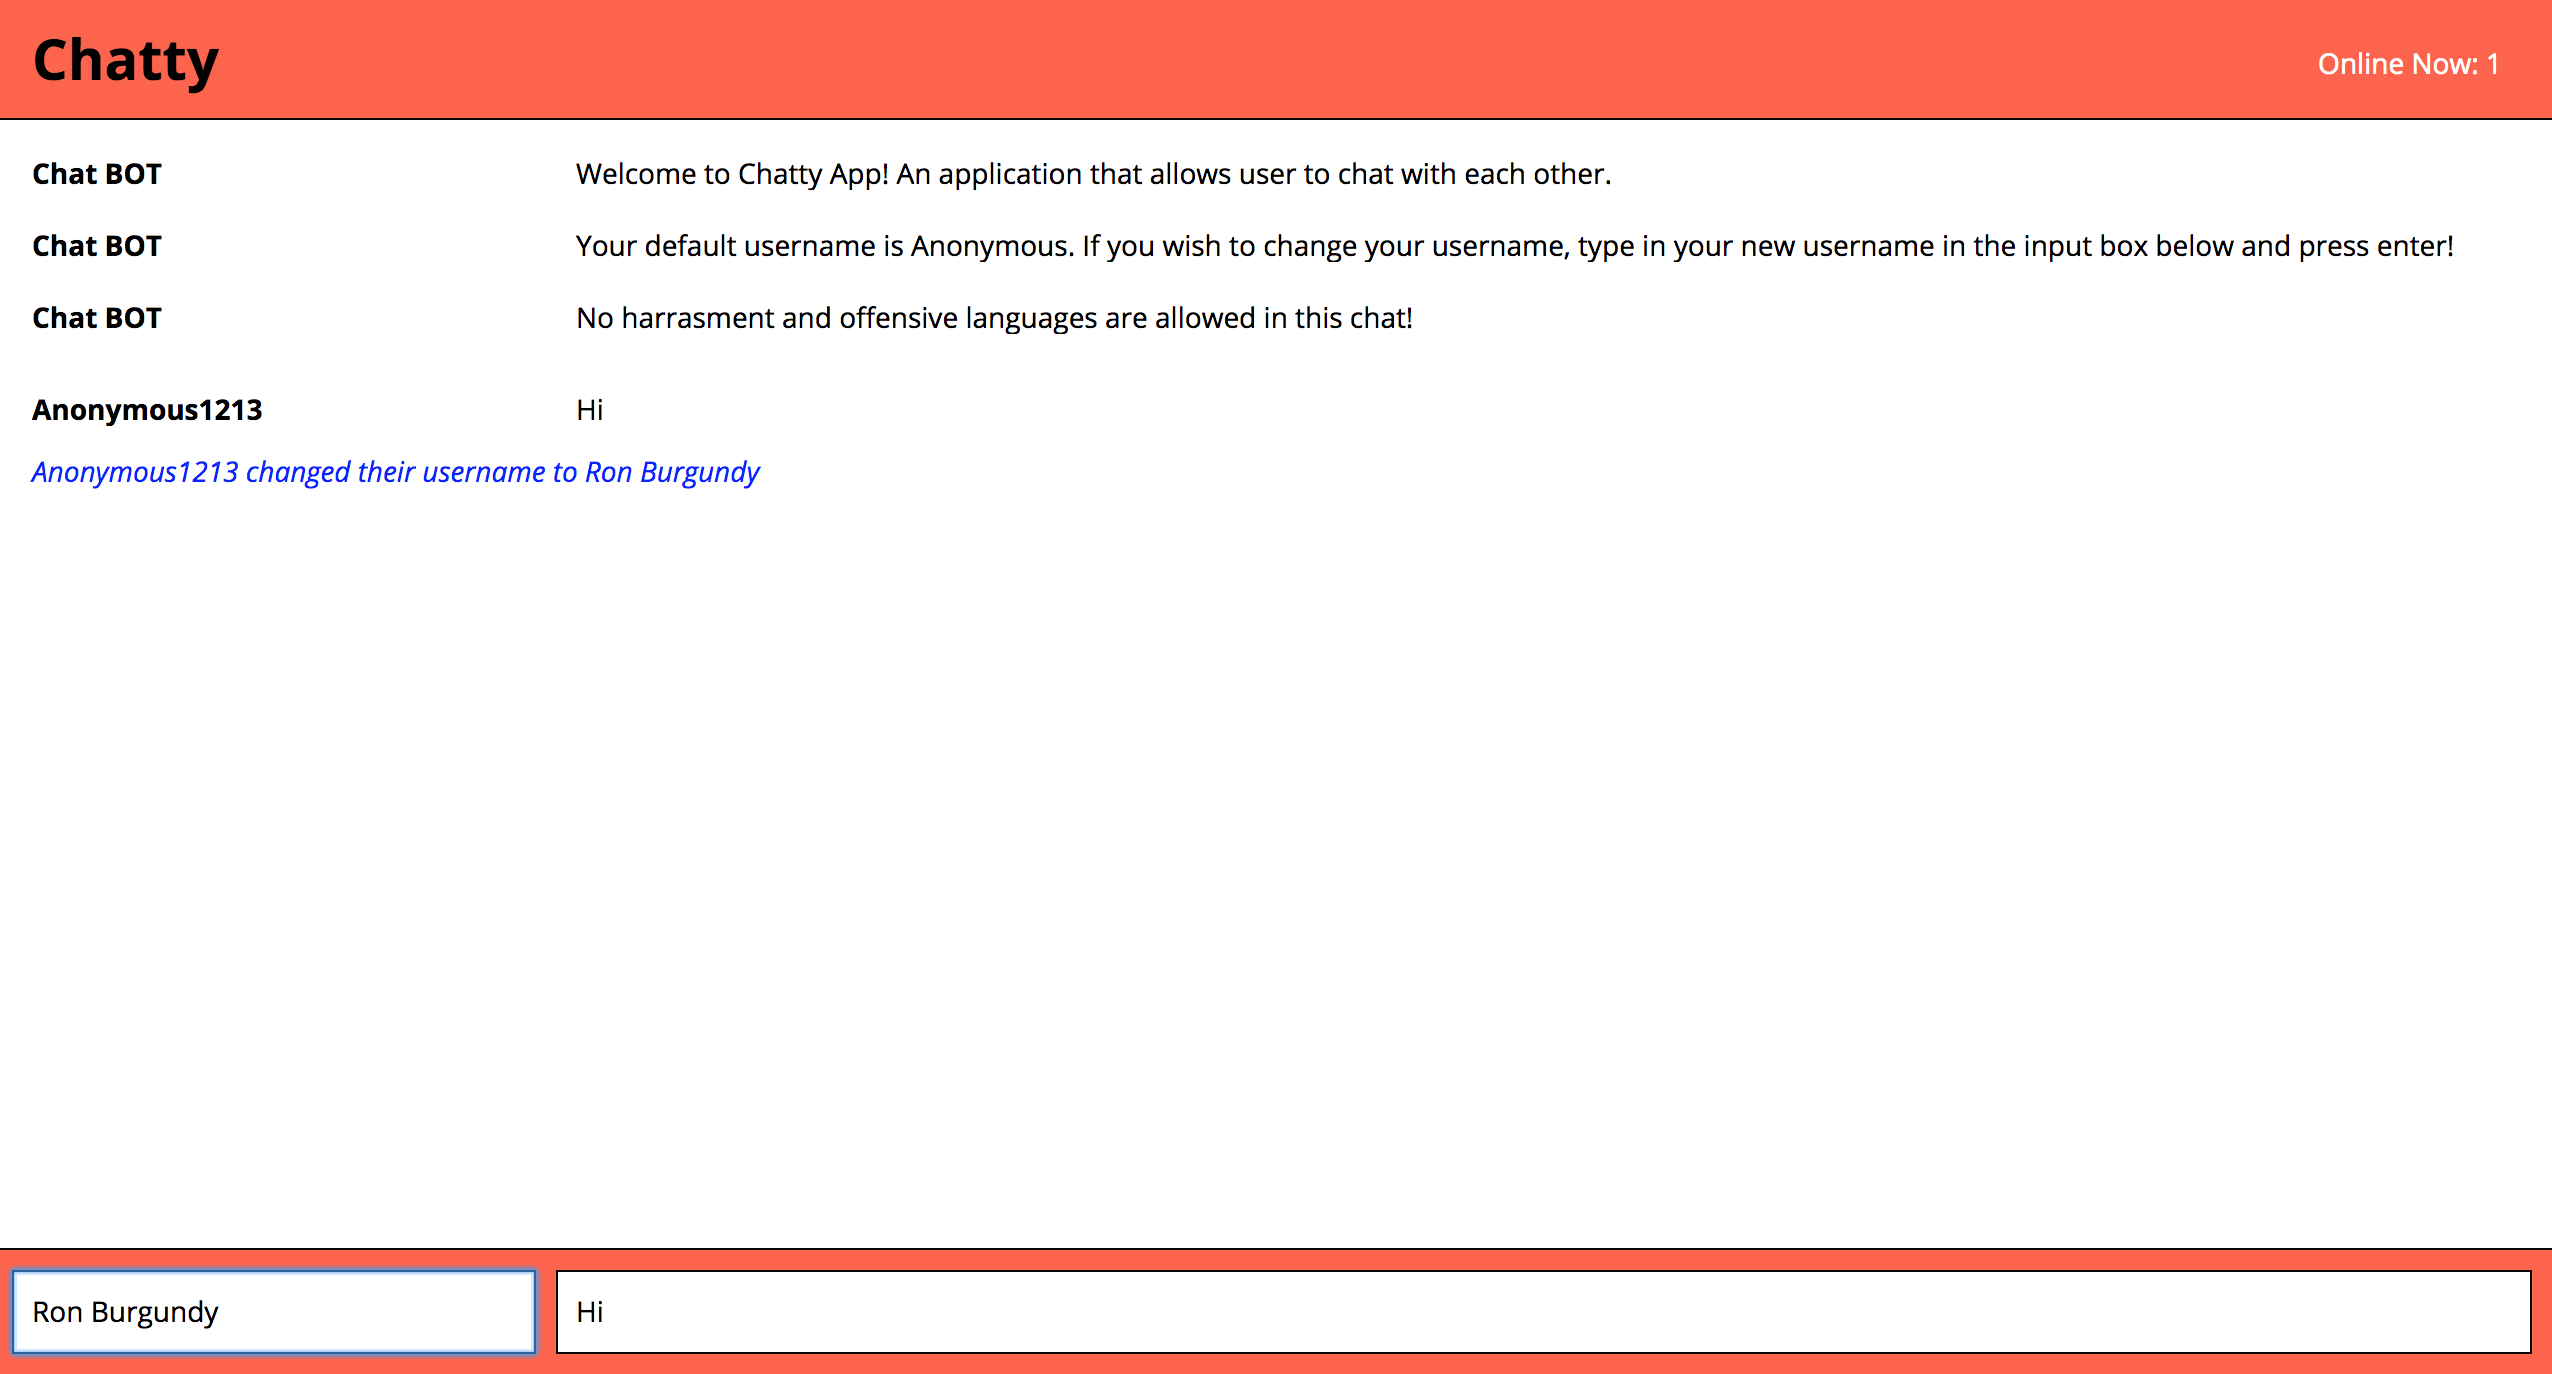 Chatty
Online Now: 1
Chat BOT Welcome to Chatty App! An application that allows user to chat with each other.
Chat BOT Your default username is Anonymous. If you wish to change your username, type in your new username in the input box below and press enter!
Chat BOT No harrasment and offensive languages are allowed in this chat!
Anonymous1213 Hi
Anonymous1213 changed their username to Ron Burgundy
Ron Burgundy Hi